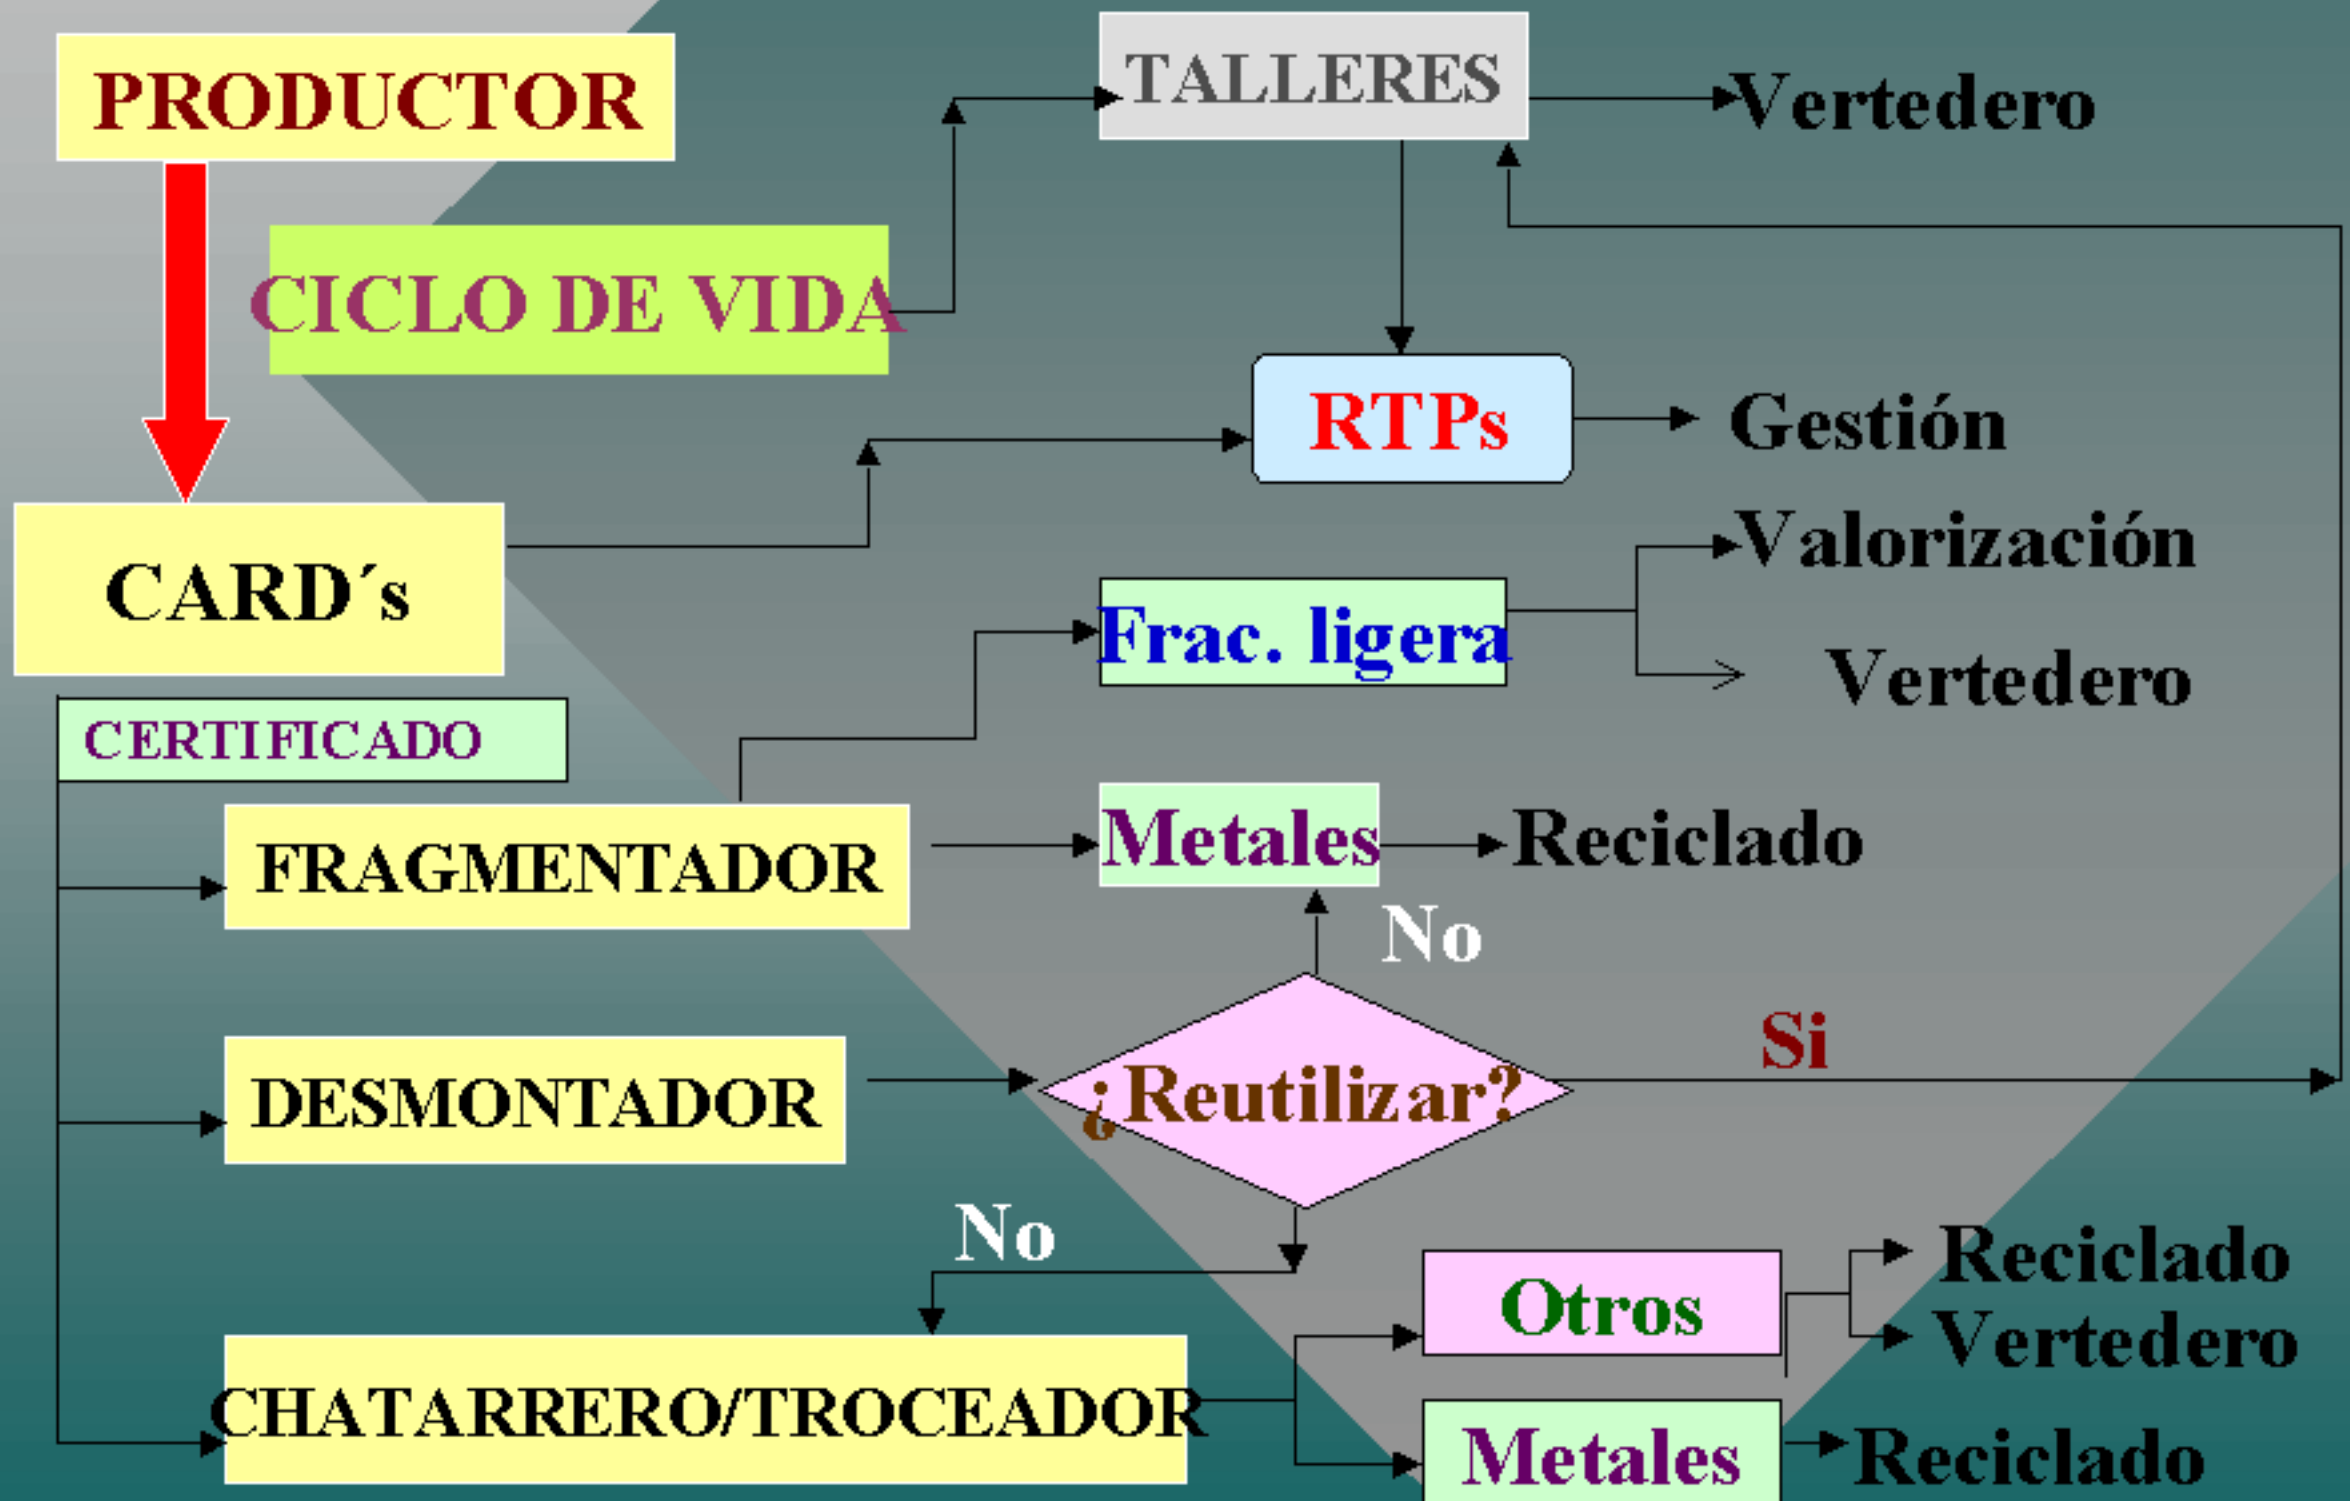 PRODUCTOR
TALLERES
Vertedero
CICLO DE VIDA
RTPs
Gestión
Valorización
CARD´s
Frac. ligera
Vertedero
CERTIFICADO
FRAGMENTADOR
Metales
Reciclado
No
Si
DESMONTADOR
¿Reutilizar?
No
Otros
Reciclado
Vertedero
CHATARRERO/TROCEADOR
Metales
Reciclado